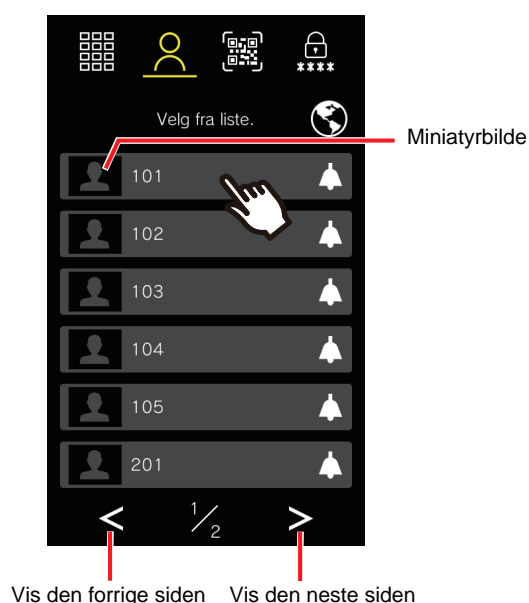 ****
Velg fra liste.
Miniatyrbilde
101
102
103
104
105
201
< 1/2 >
Vis den forrige siden Vis den neste siden